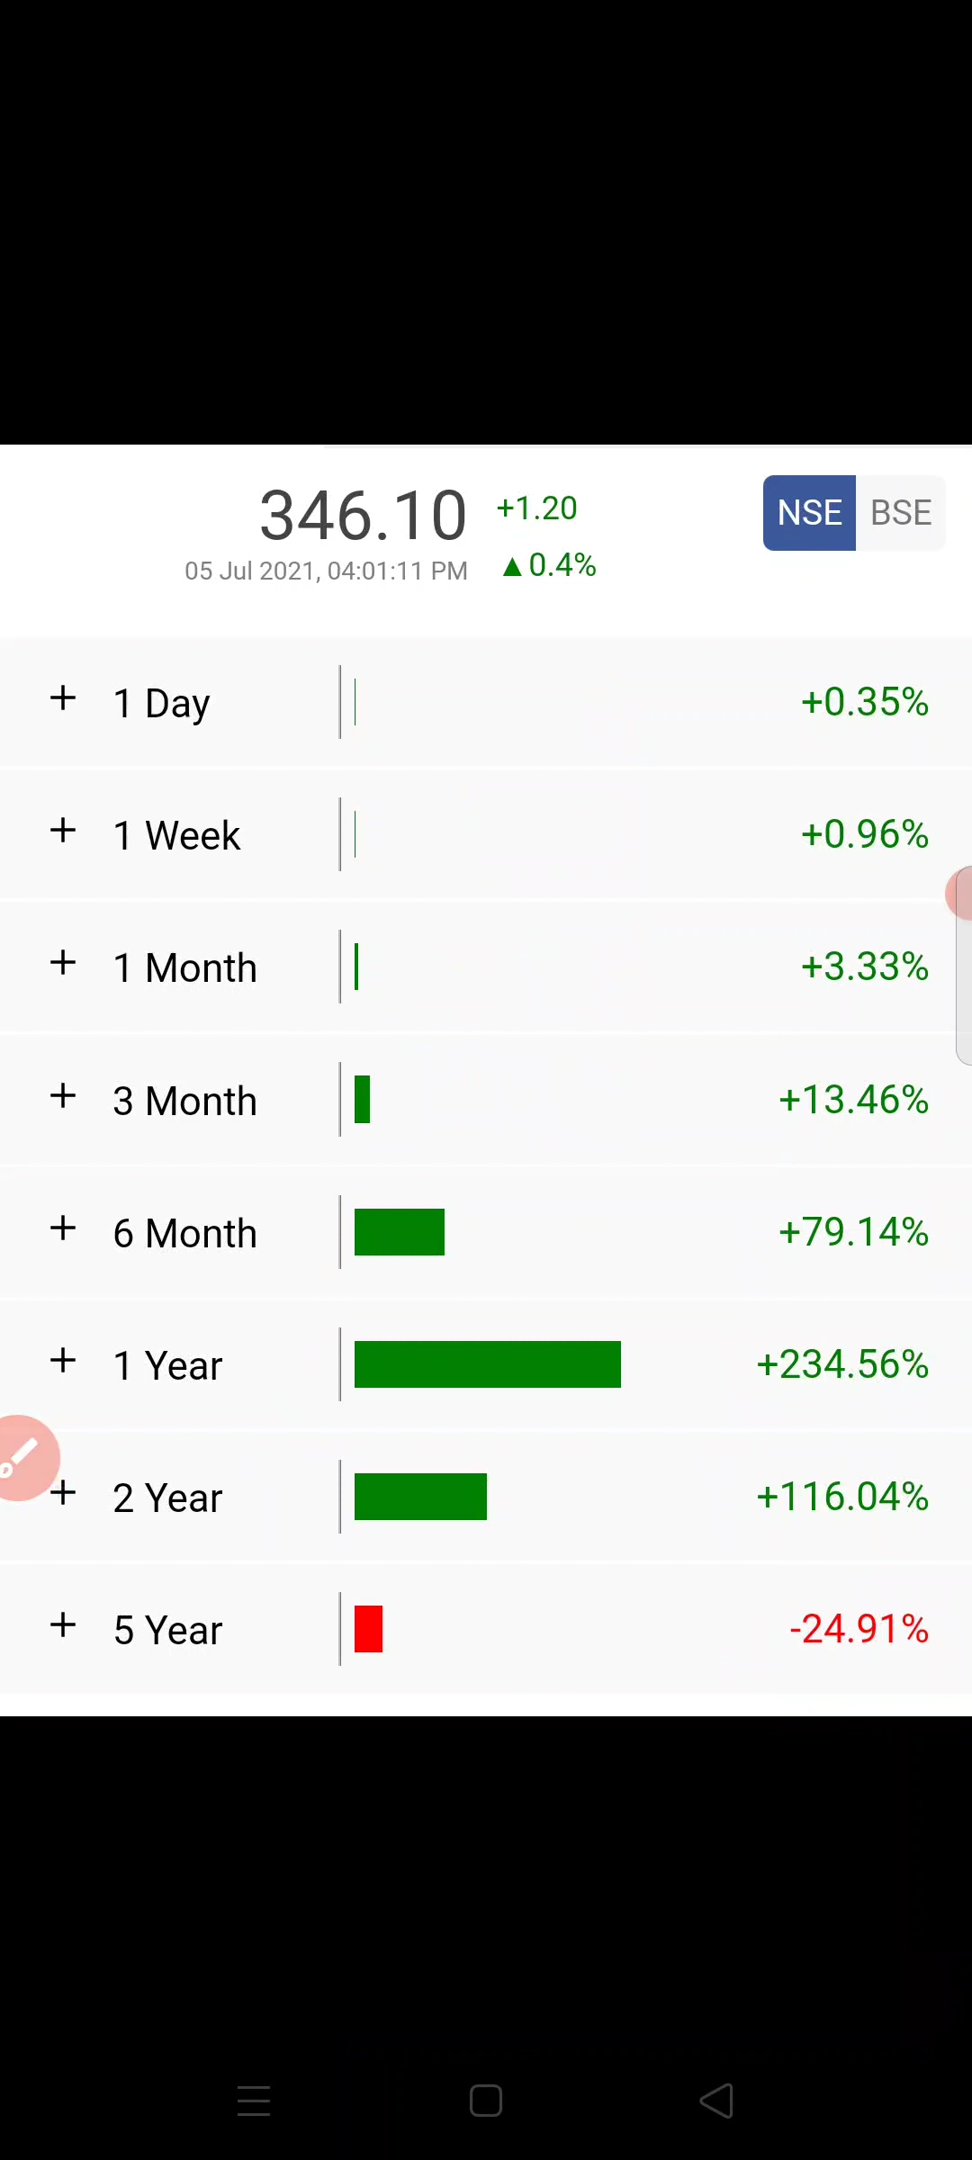 346.10 +1.20
05 Jul 2021, 04:01:11 PM ▲0.4%
NSE BSE
+ 1 Day +0.35%
+ 1 Week +0.96%
+ 1 Month +3.33%
+ 3 Month +13.46%
+ 6 Month +79.14%
+ 1 Year +234.56%
+ 2 Year +116.04%
+ 5 Year -24.91%